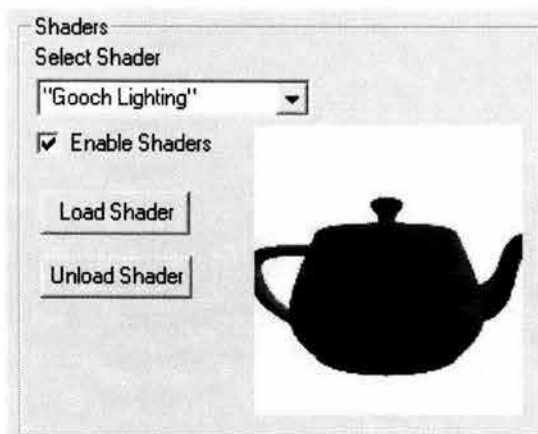 Shaders
Select Shader
"Gooch Lighting"
Enable Shaders
Load Shader
Unload Shader